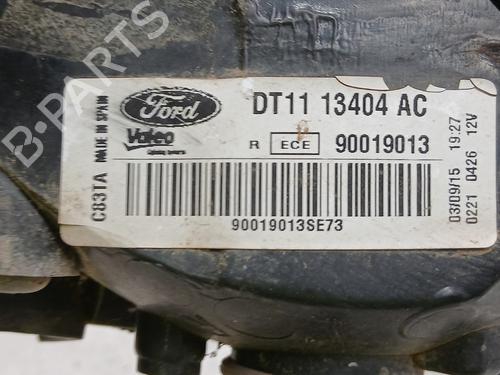 B-PARTS
Ford
DT11 13404 AC
Valeo
R ECE 90019013
90019013SE73
C83TA MADE IN SPAIN
03/09/15 19:27
0221 0426 12V